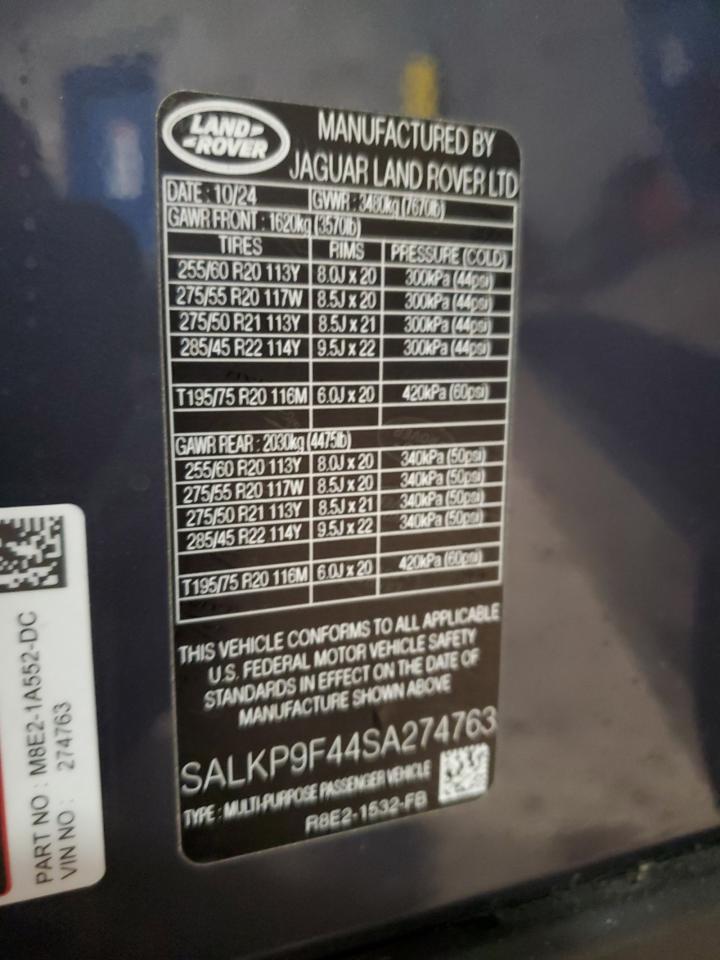 LAND ROVER
MANUFACTURED BY
JAGUAR LAND ROVER LTD
DATE : 10/24 GVWR : 3480kg (7670lb)
GAWR FRONT : 1620kg (3570lb)
TIRES RIMS PRESSURE (COLD)
255/60 R20 113Y 8.0J x 20 300kPa (44psi)
275/55 R20 117W 8.5J x 20 300kPa (44psi)
275/50 R21 113Y 8.5J x 21 300kPa (44psi)
285/45 R22 114Y 9.5J x 22 300kPa (44psi)
T195/75 R20 116M 6.0J x 20 420kPa (60psi)
GAWR REAR : 2030kg (4475lb)
255/60 R20 113Y 8.0J x 20 340kPa (50psi)
275/55 R20 117W 8.5J x 20 340kPa (50psi)
275/50 R21 113Y 8.5J x 21 340kPa (50psi)
285/45 R22 114Y 9.5J x 22 340kPa (50psi)
T195/75 R20 116M 6.0J x 20 420kPa (60psi)
THIS VEHICLE CONFORMS TO ALL APPLICABLE
U.S. FEDERAL MOTOR VEHICLE SAFETY
STANDARDS IN EFFECT ON THE DATE OF
MANUFACTURE SHOWN ABOVE
SALKP9F44SA274763
TYPE : MULTI-PURPOSE PASSENGER VEHICLE
R8E2-1532-FB
PART NO : M8E2-1A552-DC
VIN NO : 274763